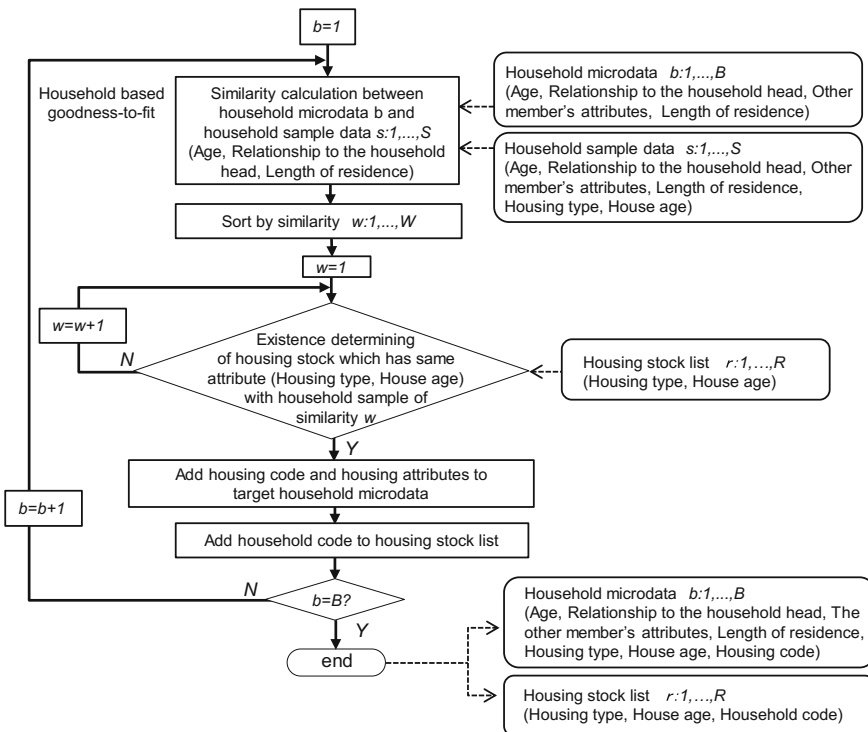 b=1
Household based
goodness-to-fit
Similarity calculation between
household microdata b and
household sample data s:1,...,S
(Age, Relationship to the household
head, Length of residence)
Household microdata b:1,...,B
(Age, Relationship to the household head, Other
member's attributes, Length of residence)
Household sample data s:1,...,S
(Age, Relationship to the household head, Other
member's attributes, Length of residence,
Housing type, House age)
Sort by similarity w:1,...,W
w=1
w=w+1
N
Existence determining
of housing stock which has same
attribute (Housing type, House age)
with household sample of
similarity w
Housing stock list r:1,...,R
(Housing type, House age)
Y
Add housing code and housing attributes to
target household microdata
b=b+1
Add household code to housing stock list
N
b=B?
Y
end
Household microdata b:1,...,B
(Age, Relationship to the household head, The
other member's attributes, Length of residence,
Housing type, House age, Housing code)
Housing stock list r:1,...,R
(Housing type, House age, Household code)